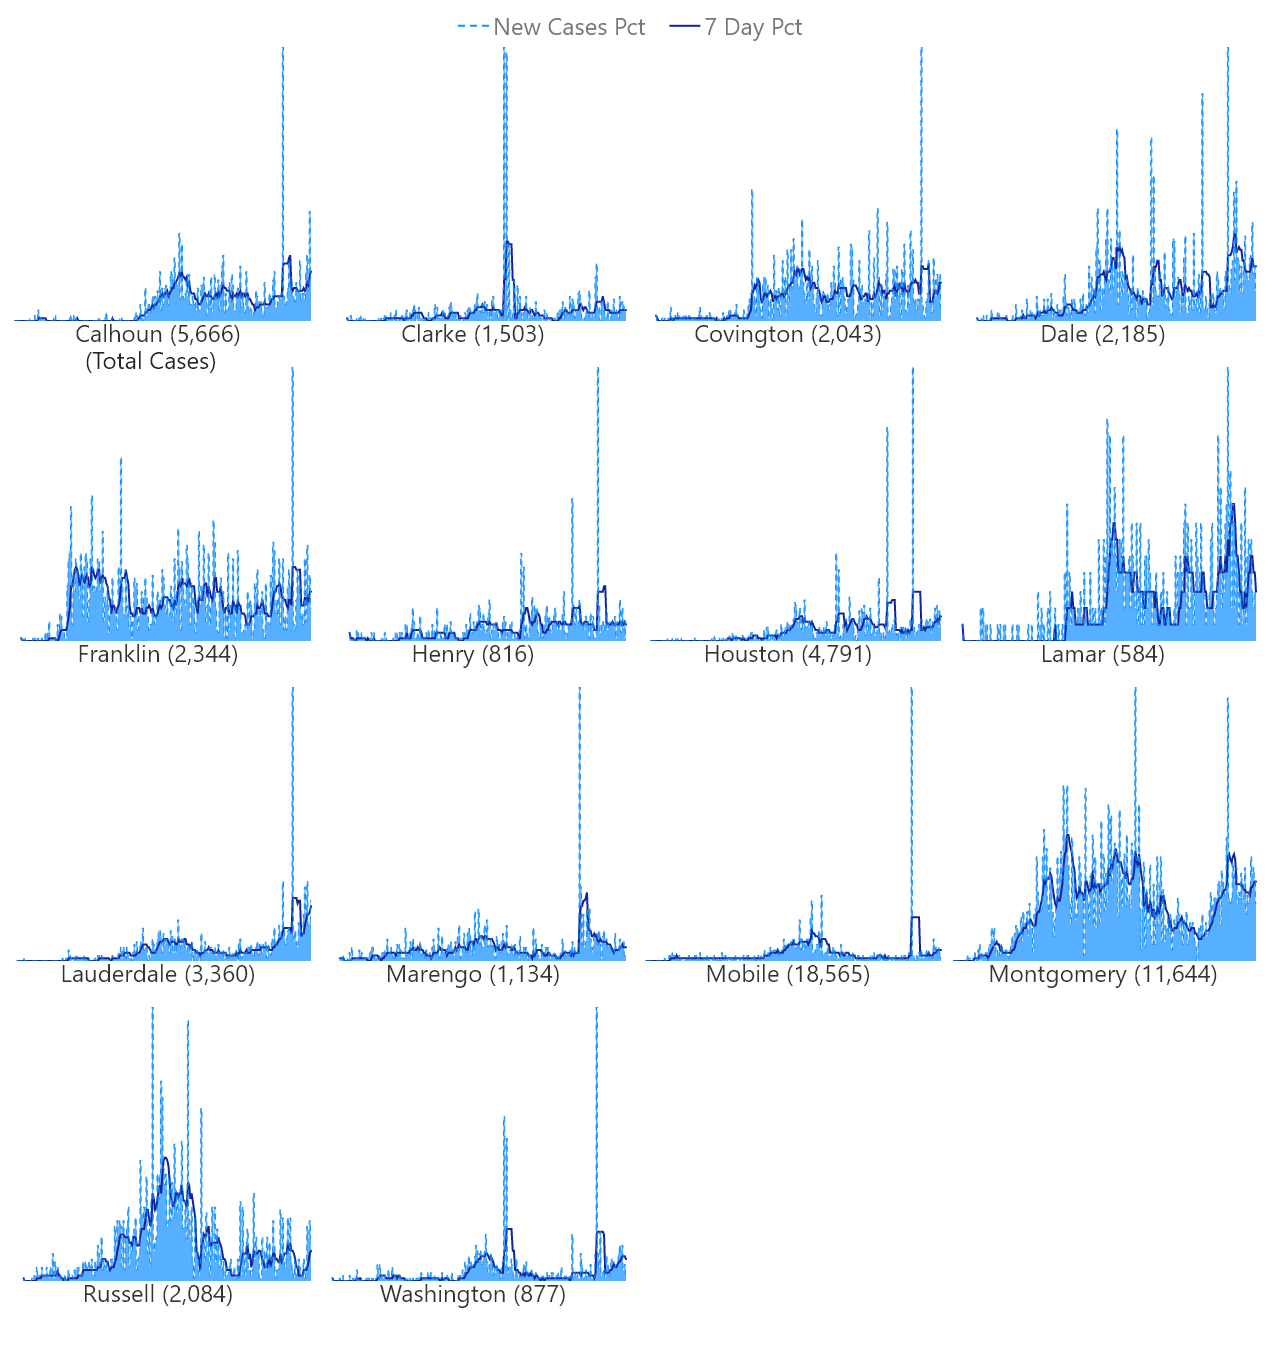 New Cases Pct 7 Day Pct
Calhoun (5,666) Clarke (1,503) Covington (2,043) Dale (2,185)
(Total Cases)
Franklin (2,344) Henry (816) Houston (4,791) Lamar (584)
Lauderdale (3,360) Marengo (1,134) Mobile (18,565) Montgomery (11,644)
Russell (2,084) Washington (877)